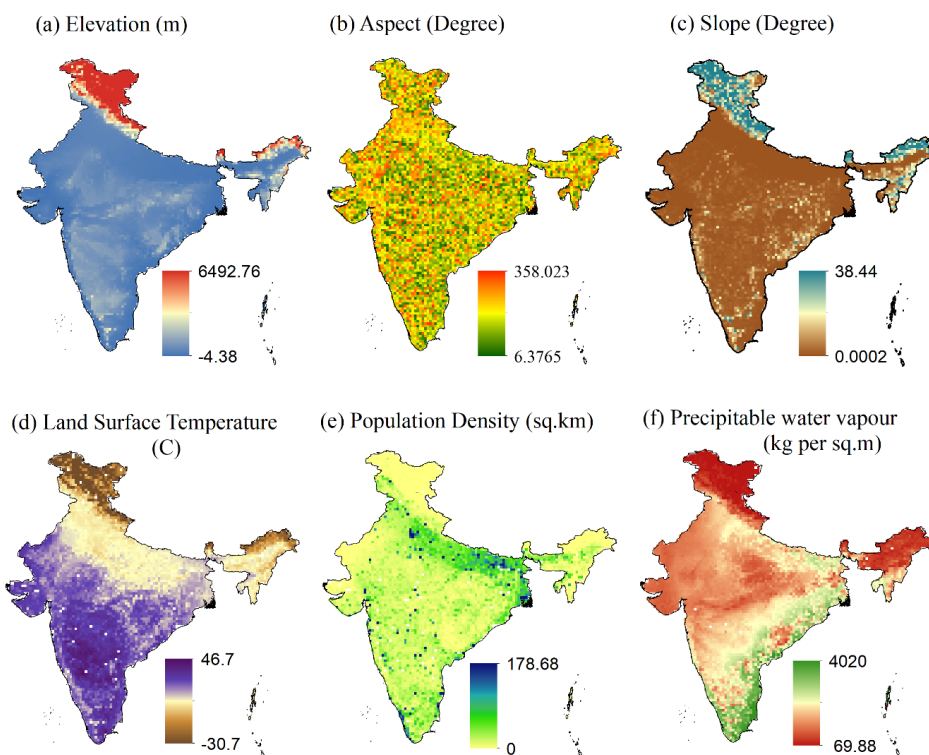 (a) Elevation (m)
(b) Aspect (Degree)
(c) Slope (Degree)
6492.76
-4.38
358.023
6.3765
38.44
0.0002
(d) Land Surface Temperature
(C)
(e) Population Density (sq.km)
(f) Precipitable water vapour
(kg per sq.m)
46.7
-30.7
178.68
0
4020
69.88